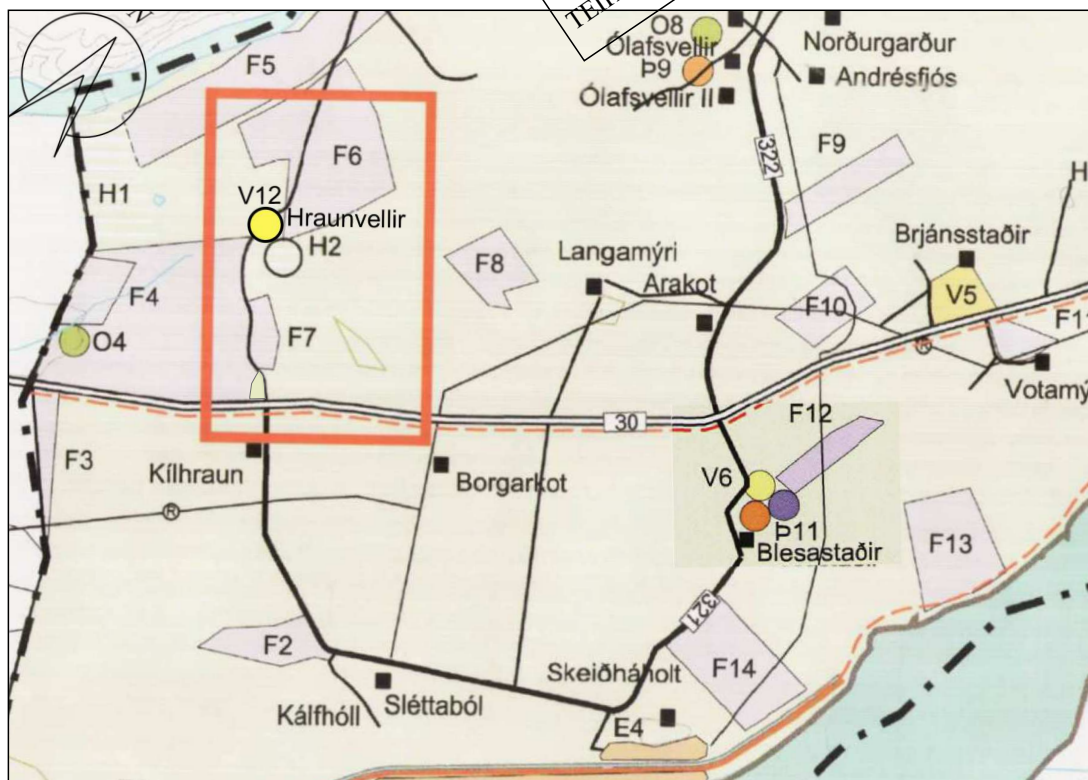 N
O8
Ólafsvellir
Þ9
Ólafsvellir II
Norðurgarður
Andrésfjós
F5
F6
322
F9
H1
V12
Hraunvellir
H2
F4
F8
Langamýri
Arakot
Brjánsstaðir
H
V5
F10
F11
O4
F7
Votamý
30
F12
F3
Kílhraun
Borgarkot
V6
R
R
Þ11
Blesastaðir
F13
321
F2
F14
Skeiðháholt
Kálfhóll
Sléttaból
E4